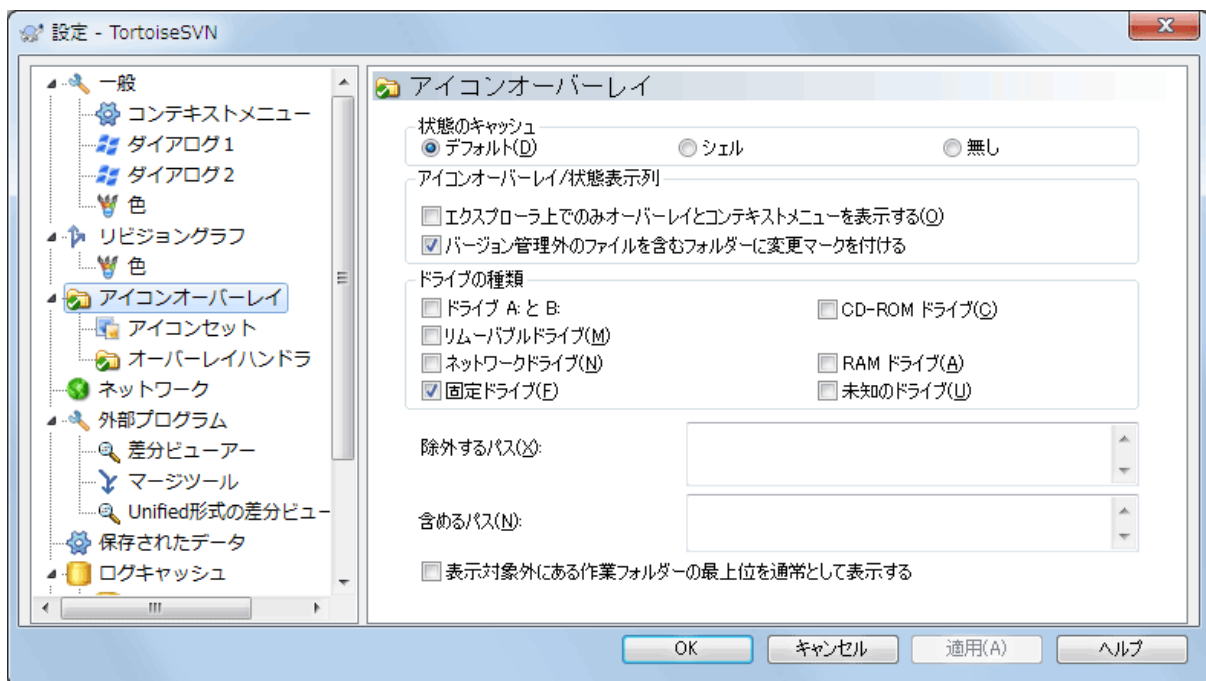 設定 - TortoiseSVN
一般
コンテキストメニュー
ダイアログ1
ダイアログ2
色
リビジョングラフ
色
アイコンオーバーレイ
アイコンセット
オーバーレイハンドラ
ネットワーク
外部プログラム
差分ビューアー
マージツール
Unified形式の差分ビュー
保存されたデータ
ログキャッシュ
アイコンオーバーレイ
状態のキャッシュ
デフォルト(D) シェル 無し
アイコンオーバーレイ/状態表示列
エクスプローラ上でのみオーバーレイとコンテキストメニューを表示する(O)
バージョン管理外のファイルを含むフォルダーに変更マークを付ける
ドライブの種類
ドライブ A: と B: CD-ROM ドライブ(C)
リムーバブルドライブ(M)
ネットワークドライブ(N) RAM ドライブ(A)
固定ドライブ(F) 未知のドライブ(U)
除外するパス(X):
含めるパス(N):
表示対象外にある作業フォルダーの最上位を通常として表示する
OK キャンセル 適用(A) ヘルプ